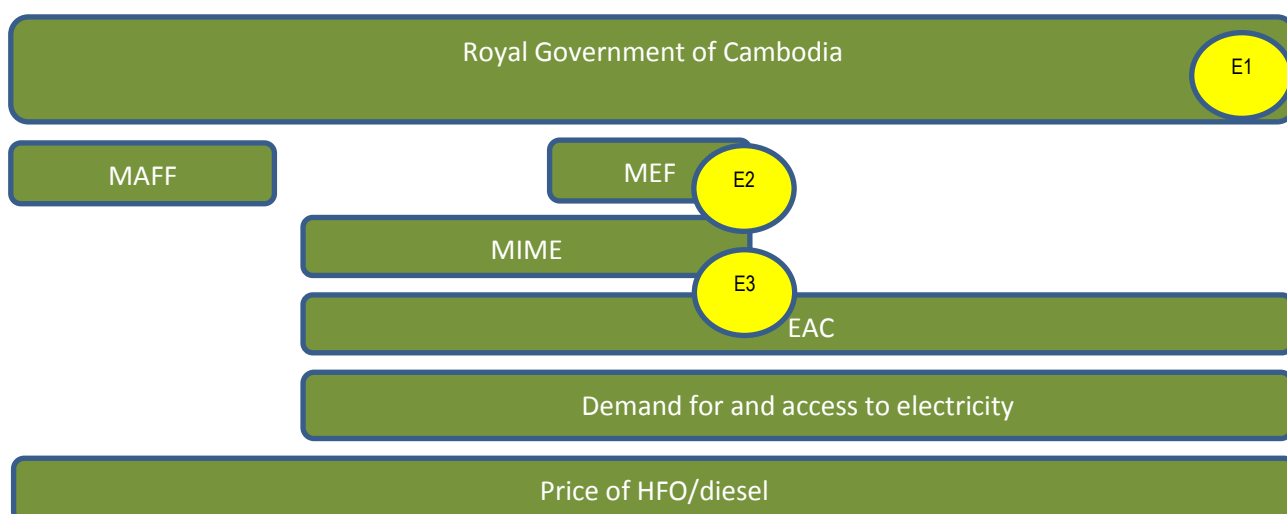 Royal Government of Cambodia
E1
MAFF
MEF
E2
MIME
E3
EAC
Demand for and access to electricity
Price of HFO/diesel